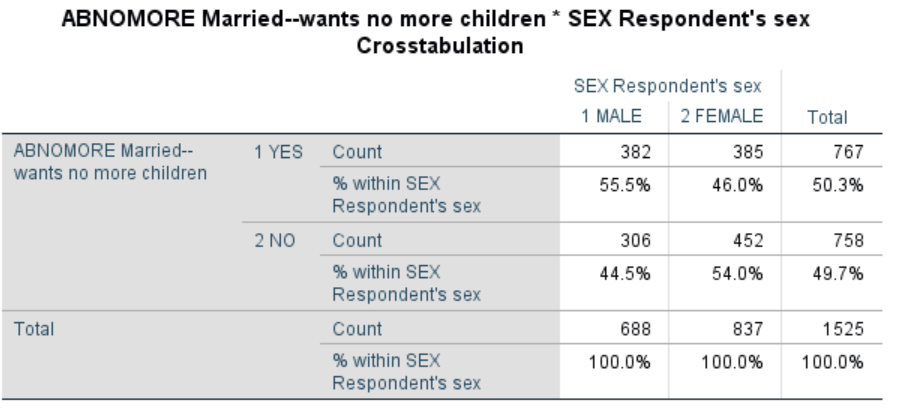 ABNOMORE Married--wants no more children * SEX Respondent's sex
Crosstabulation
SEX Respondent's sex
1 MALE 2 FEMALE Total
ABNOMORE Married--
wants no more children
1 YES Count 382 385 767
% within SEX
Respondent's sex
55.5% 46.0% 50.3%
2 NO Count 306 452 758
% within SEX
Respondent's sex
44.5% 54.0% 49.7%
Total Count 688 837 1525
% within SEX
Respondent's sex
100.0% 100.0% 100.0%